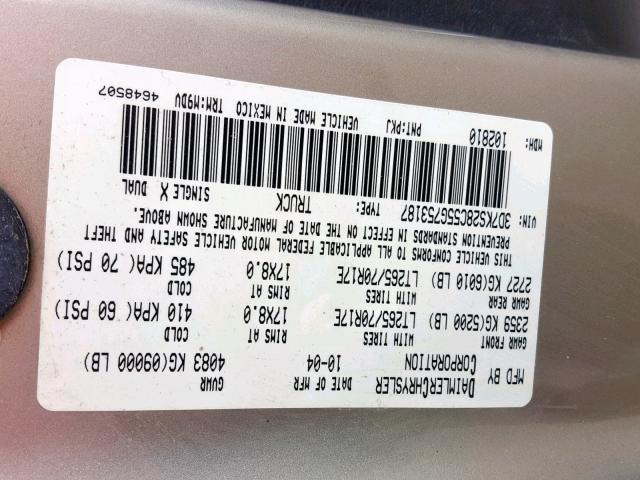 MFD BY DAIMLERCHRYSLER CORPORATION
DATE OF MFR 10-04
GVWR 4083 KG(09000 LB)
GAWR FRONT WITH TIRES RIMS AT COLD
2359 KG(5200 LB) LT265/70R17E 17X8.0 410 KPA(60 PSI)
GAWR REAR WITH TIRES RIMS AT COLD
2727 KG(6010 LB) LT265/70R17E 17X8.0 485 KPA(70 PSI)
THIS VEHICLE CONFORMS TO ALL APPLICABLE FEDERAL MOTOR VEHICLE SAFETY AND THEFT
PREVENTION STANDARDS IN EFFECT ON THE DATE OF MANUFACTURE SHOWN ABOVE.
VIN: 3D7KS28C55G753187 TYPE: TRUCK SINGLE X DUAL
MDH: 102810 PNT:PKJ VEHICLE MADE IN MEXICO TRM:M9DV 4648507